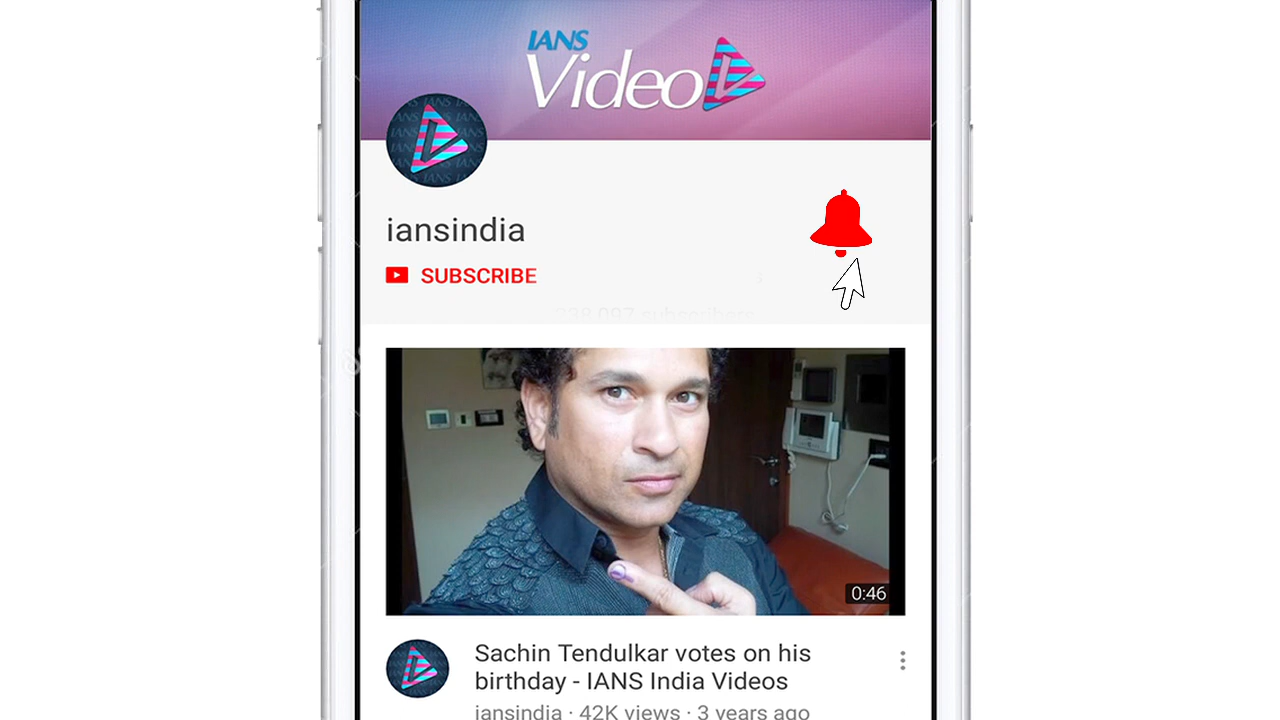 IANS
Video
iansindia
SUBSCRIBE
subscribers
0:46
Sachin Tendulkar votes on his
birthday - IANS India Videos
iansindia · 42K views · 3 years ago